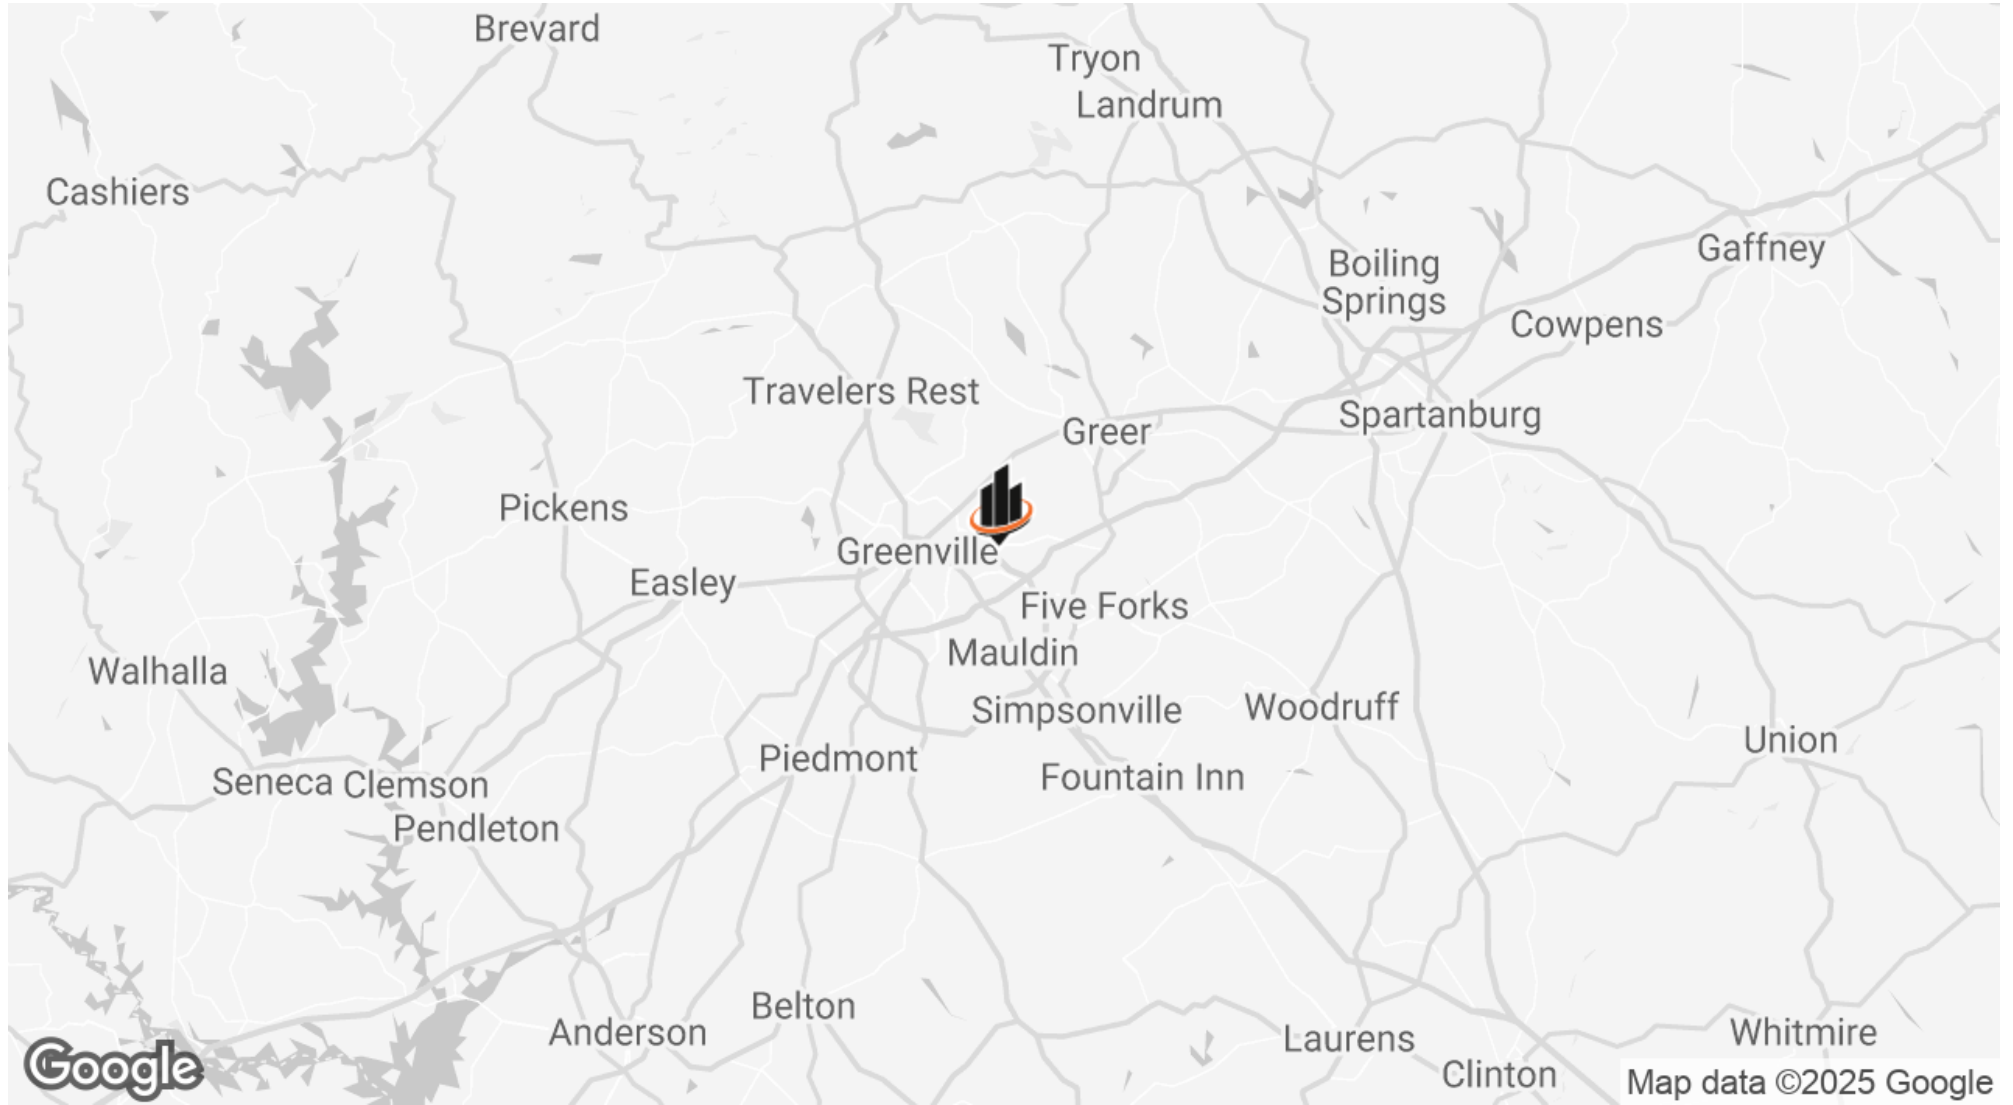 Brevard
Tryon
Landrum
Cashiers
Gaffney
Boiling
Springs
Cowpens
Travelers Rest
Spartanburg
Greer
Pickens
Greenville
Easley
Five Forks
Mauldin
Walhalla
Simpsonville
Woodruff
Union
Piedmont
Fountain Inn
Seneca
Clemson
Pendleton
Belton
Anderson
Laurens
Whitmire
Clinton
Google
Map data ©2025 Google